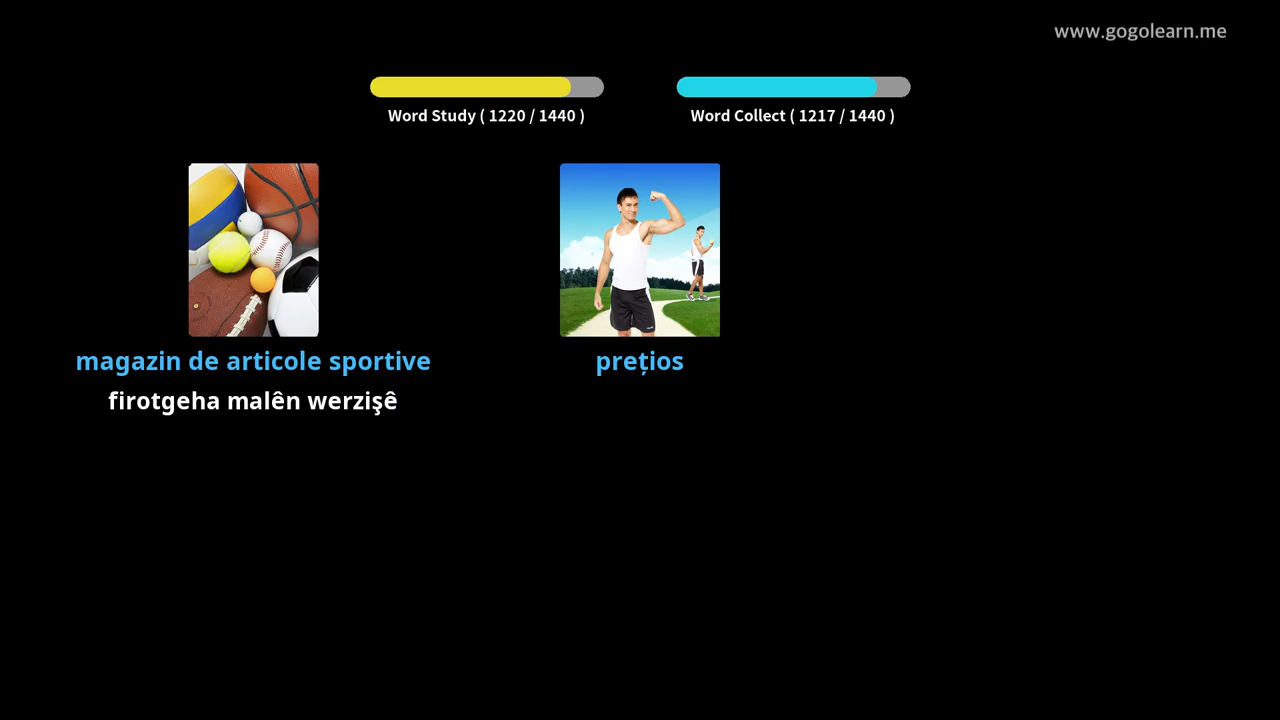 www.gogolearn.me
Word Study ( 1220 / 1440 )
Word Collect ( 1217 / 1440 )
magazin de articole sportive
firotgeha malên werzişê
prețios